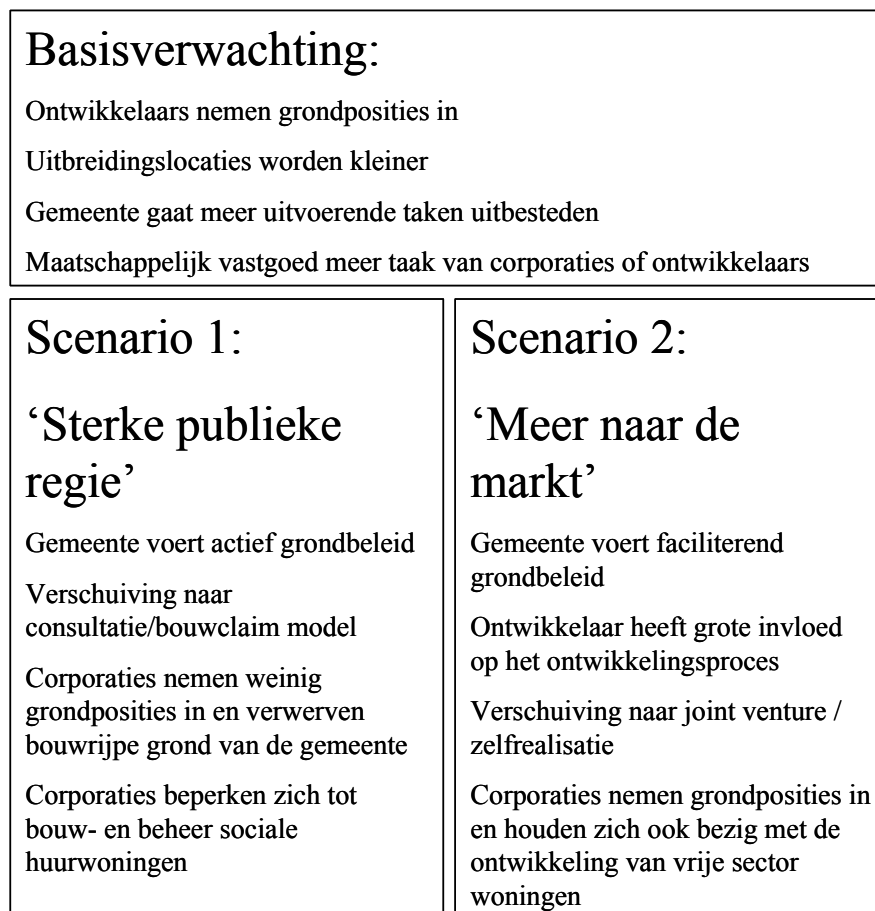 Basisverwachting:
Ontwikkelaars nemen grondposities in
Uitbreidingslocaties worden kleiner
Gemeente gaat meer uitvoerende taken uitbesteden
Maatschappelijk vastgoed meer taak van corporaties of ontwikkelaars
Scenario 1:
‘Sterke publieke
regie’
Gemeente voert actief grondbeleid
Verschuiving naar
consultatie/bouwclaim model
Corporaties nemen weinig
grondposities in en verwerven
bouwrijpe grond van de gemeente
Corporaties beperken zich tot
bouw- en beheer sociale
huurwoningen
Scenario 2:
‘Meer naar de
markt’
Gemeente voert faciliterend
grondbeleid
Ontwikkelaar heeft grote invloed
op het ontwikkelingsproces
Verschuiving naar joint venture /
zelfrealisatie
Corporaties nemen grondposities in
en houden zich ook bezig met de
ontwikkeling van vrije sector
woningen